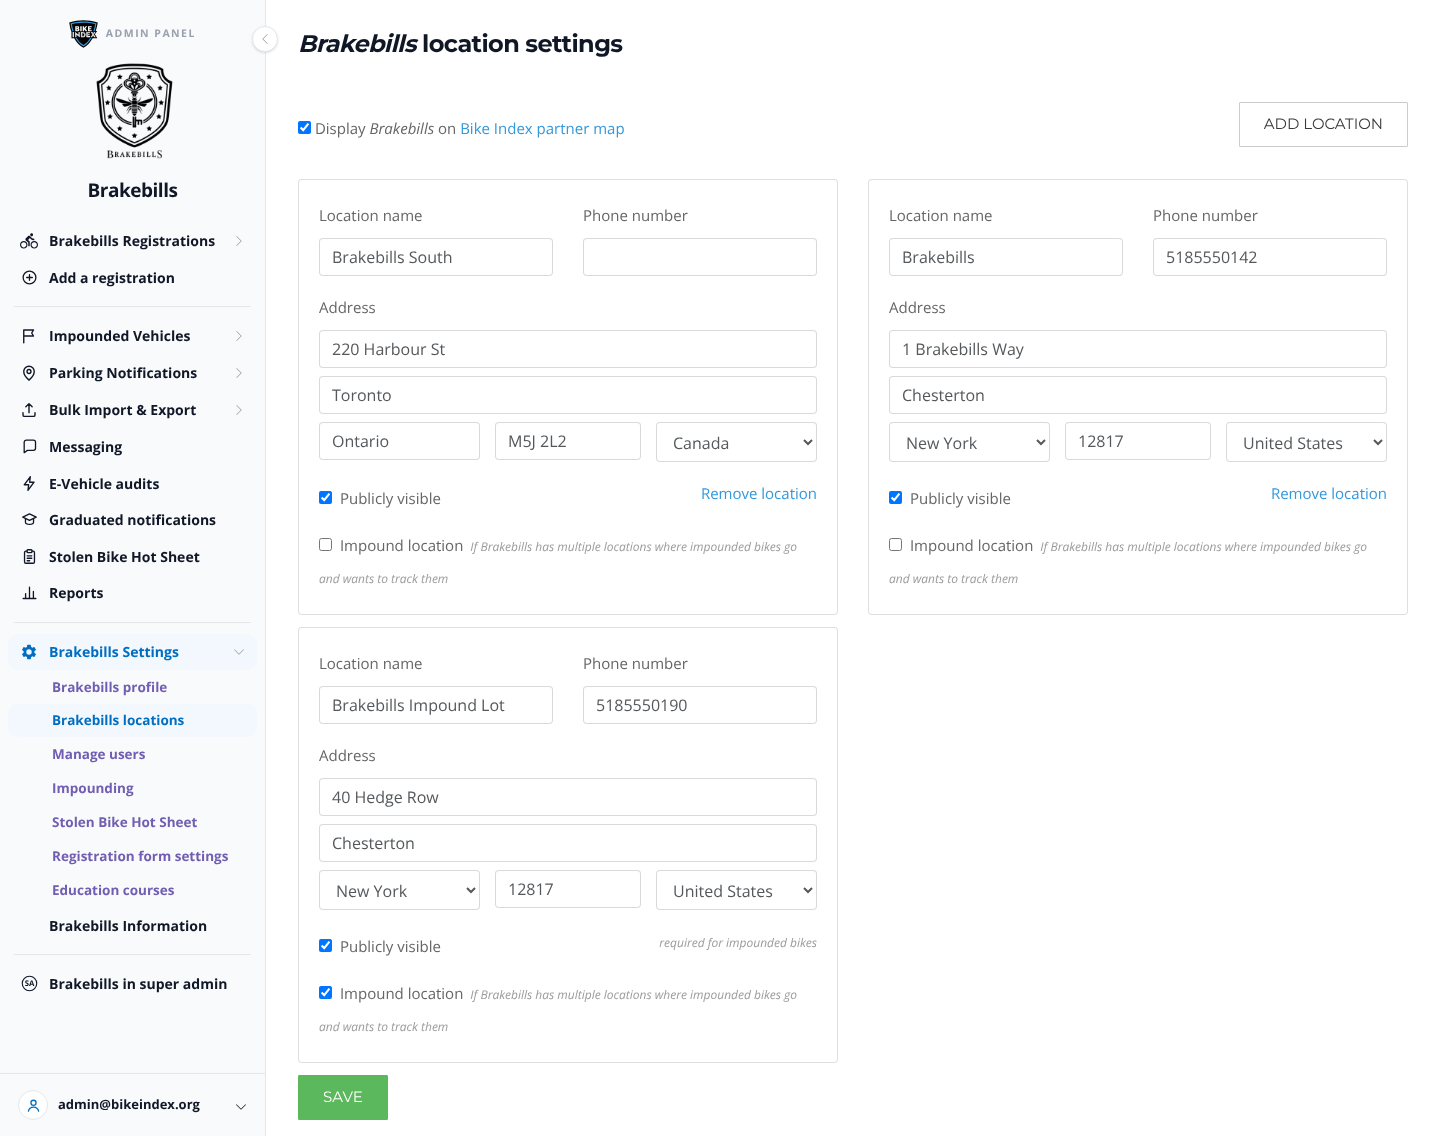 BIKE INDEX
ADMIN PANEL
BRAKEBILLS
Brakebills
Brakebills Registrations
Add a registration
Impounded Vehicles
Parking Notifications
Bulk Import & Export
Messaging
E-Vehicle audits
Graduated notifications
Stolen Bike Hot Sheet
Reports
Brakebills Settings
Brakebills profile
Brakebills locations
Manage users
Impounding
Stolen Bike Hot Sheet
Registration form settings
Education courses
Brakebills Information
SA Brakebills in super admin
admin@bikeindex.org
Brakebills location settings
Display Brakebills on Bike Index partner map
ADD LOCATION
Location name Phone number
Brakebills South
Address
220 Harbour St
Toronto
Ontario M5J 2L2 Canada
Publicly visible Remove location
Impound location If Brakebills has multiple locations where impounded bikes go
and wants to track them
Location name Phone number
Brakebills 5185550142
Address
1 Brakebills Way
Chesterton
New York 12817 United States
Publicly visible Remove location
Impound location If Brakebills has multiple locations where impounded bikes go
and wants to track them
Location name Phone number
Brakebills Impound Lot 5185550190
Address
40 Hedge Row
Chesterton
New York 12817 United States
Publicly visible required for impounded bikes
Impound location If Brakebills has multiple locations where impounded bikes go
and wants to track them
SAVE